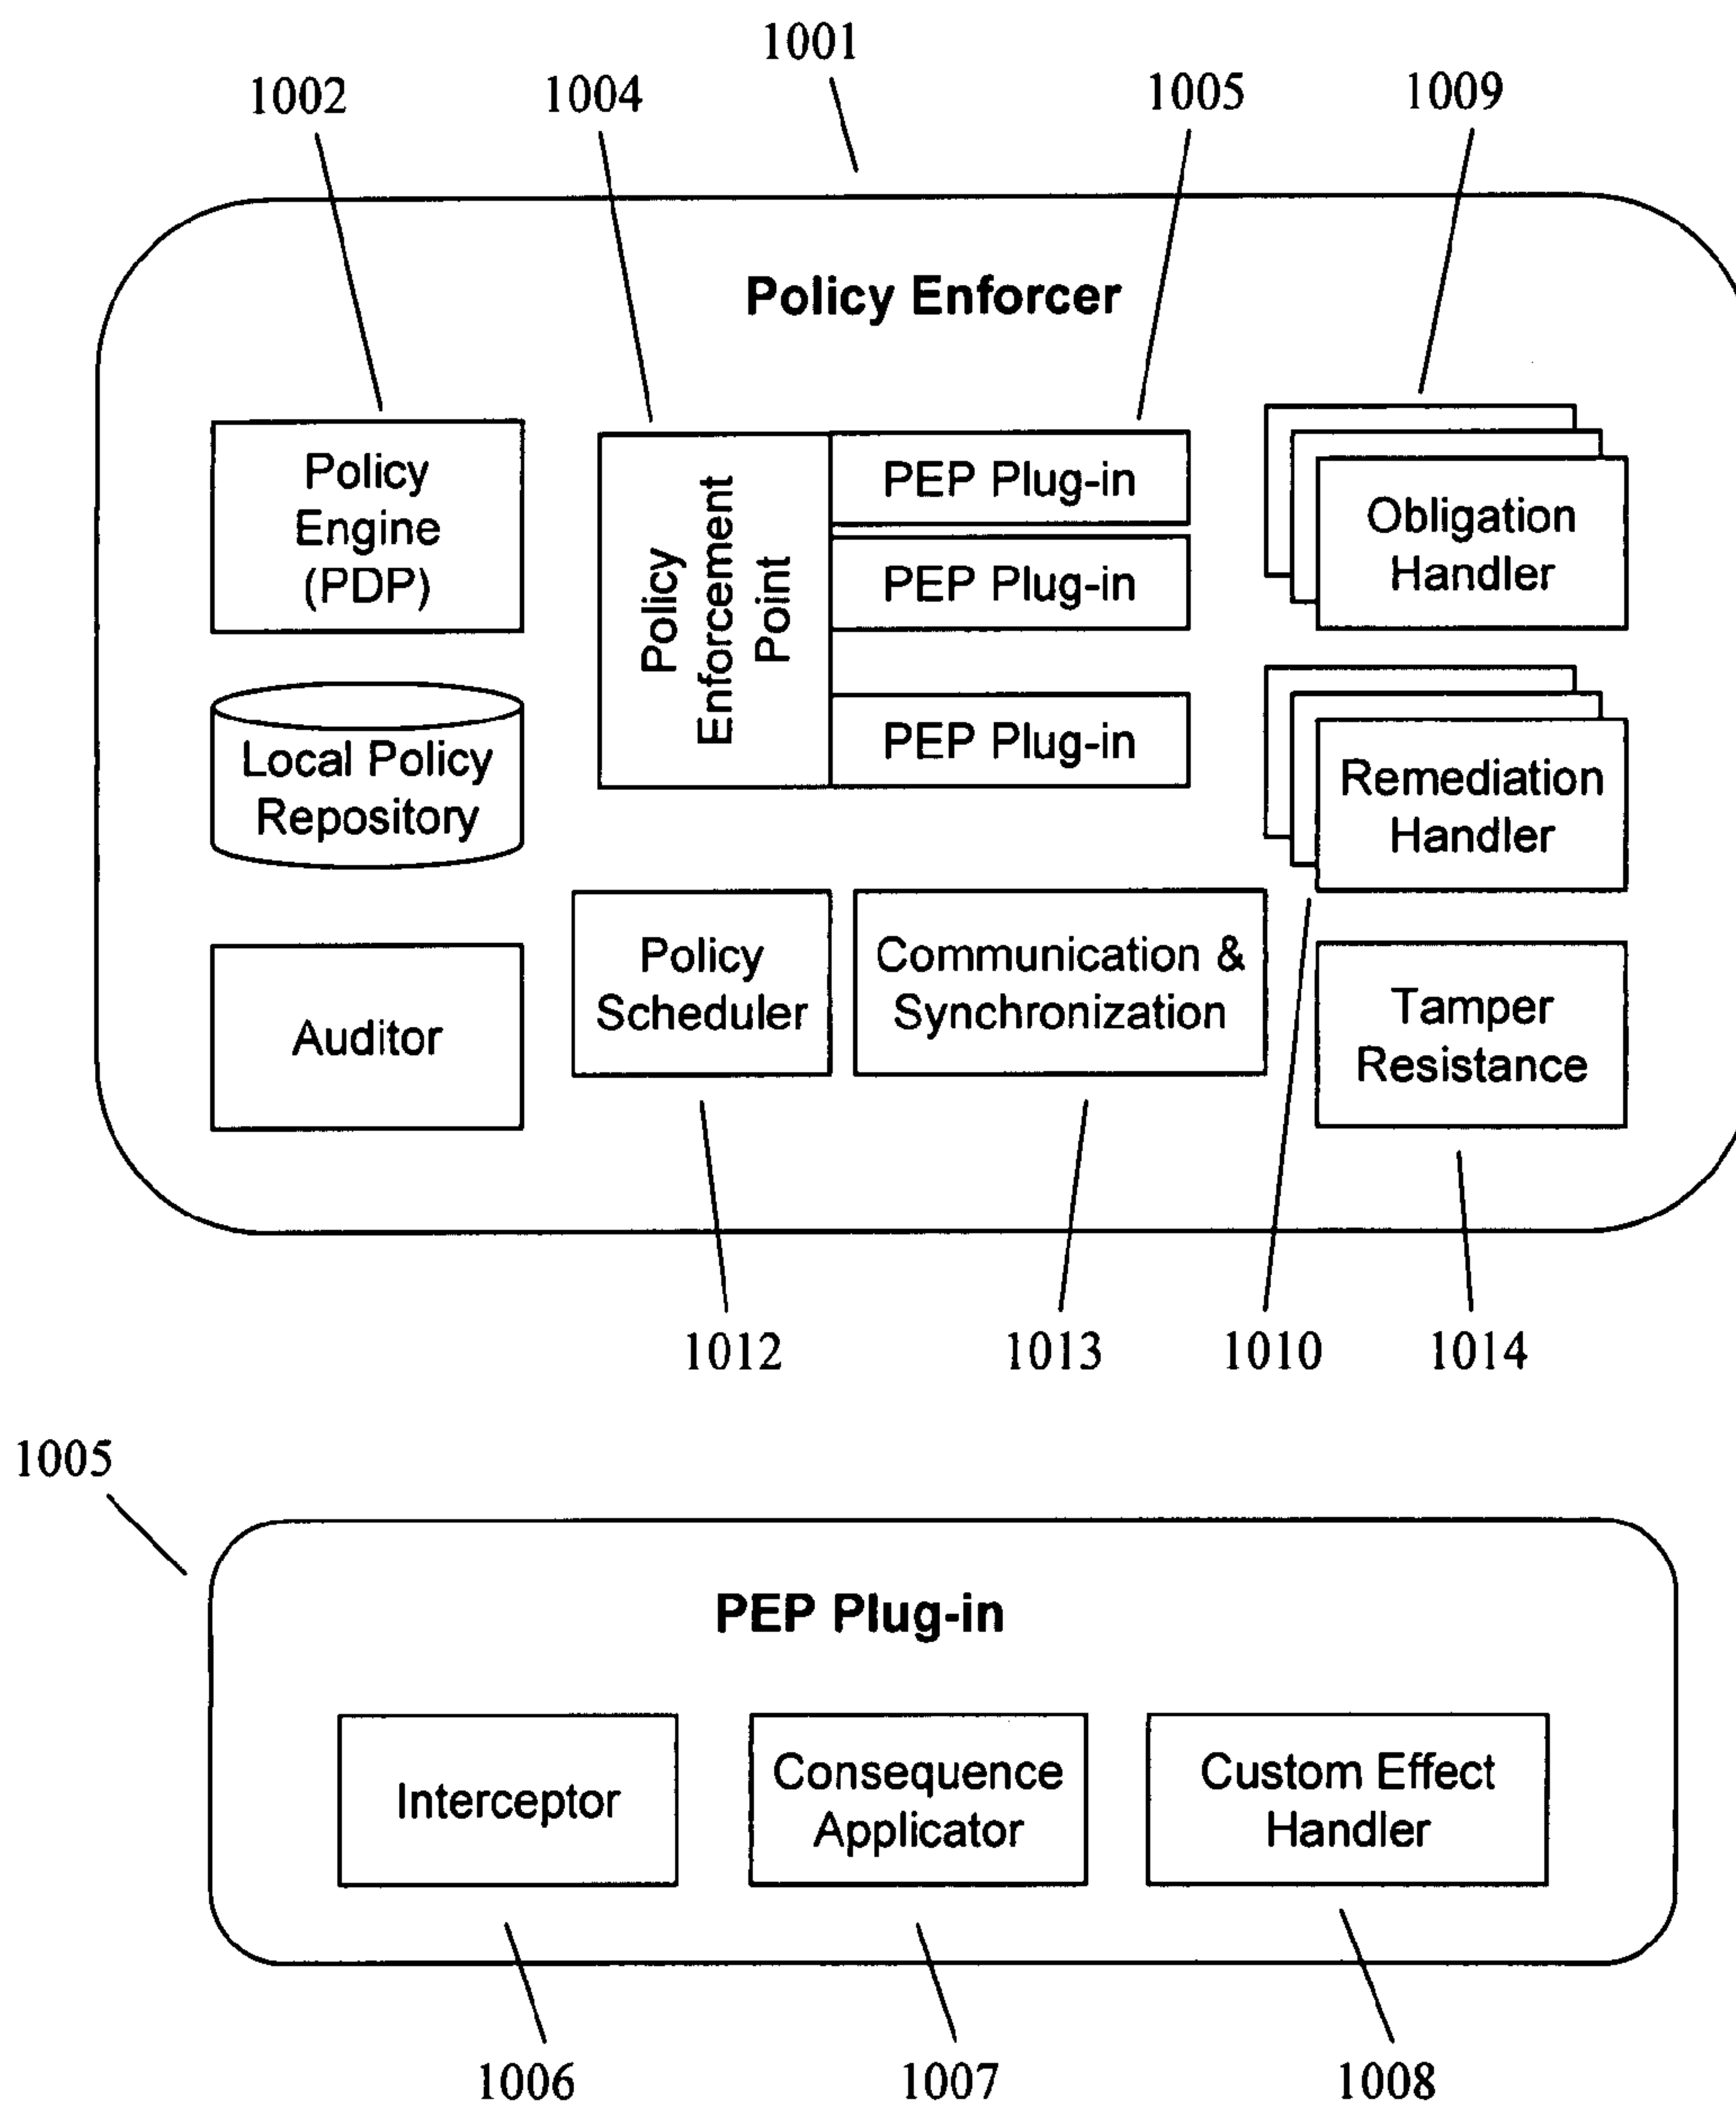 1001
1002
1004
1005
1009
Policy Enforcer
Policy
Engine
(PDP)
Policy
Enforcement
Point
PEP Plug-in
PEP Plug-in
PEP Plug-in
Obligation
Handler
Local Policy
Repository
Remediation
Handler
Auditor
Policy
Scheduler
Communication &
Synchronization
Tamper
Resistance
1012
1013
1010
1014
1005
PEP Plug-in
Interceptor
Consequence
Applicator
Custom Effect
Handler
1006
1007
1008